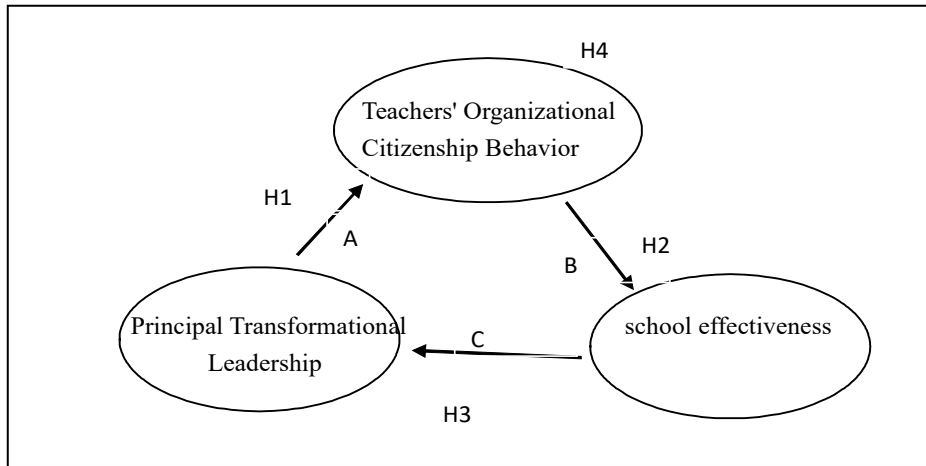 H4
Teachers' Organizational
Citizenship Behavior
H1
A
B
H2
Principal Transformational
Leadership
school effectiveness
C
H3